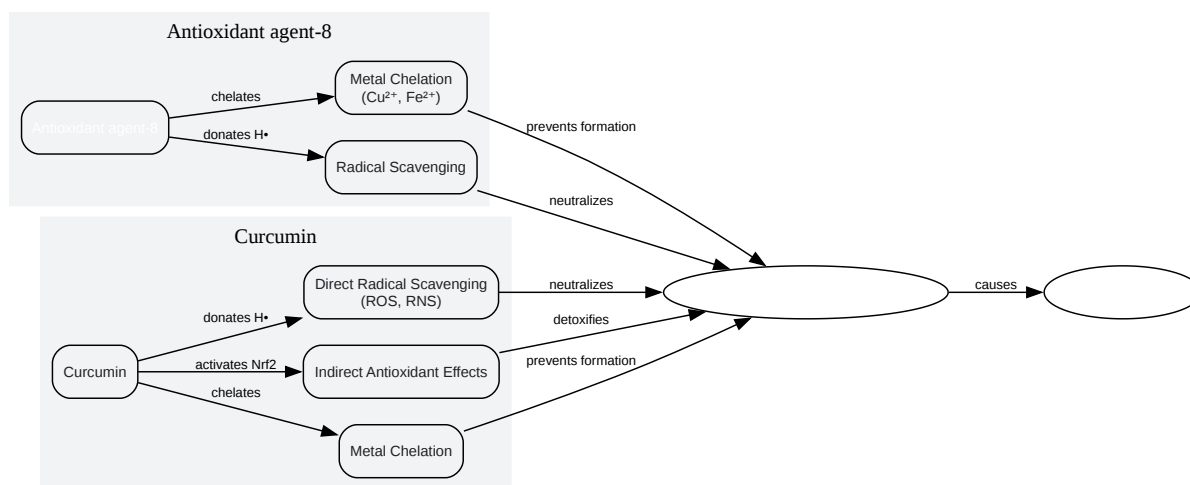 Antioxidant agent-8
Metal Chelation
(Cu²⁺, Fe²⁺)
chelates
prevents formation
Antioxidant agent-8
donates H•
Radical Scavenging
neutralizes
Curcumin
Direct Radical Scavenging
(ROS, RNS)
neutralizes
causes
donates H•
detoxifies
prevents formation
Curcumin
activates Nrf2
Indirect Antioxidant Effects
chelates
Metal Chelation